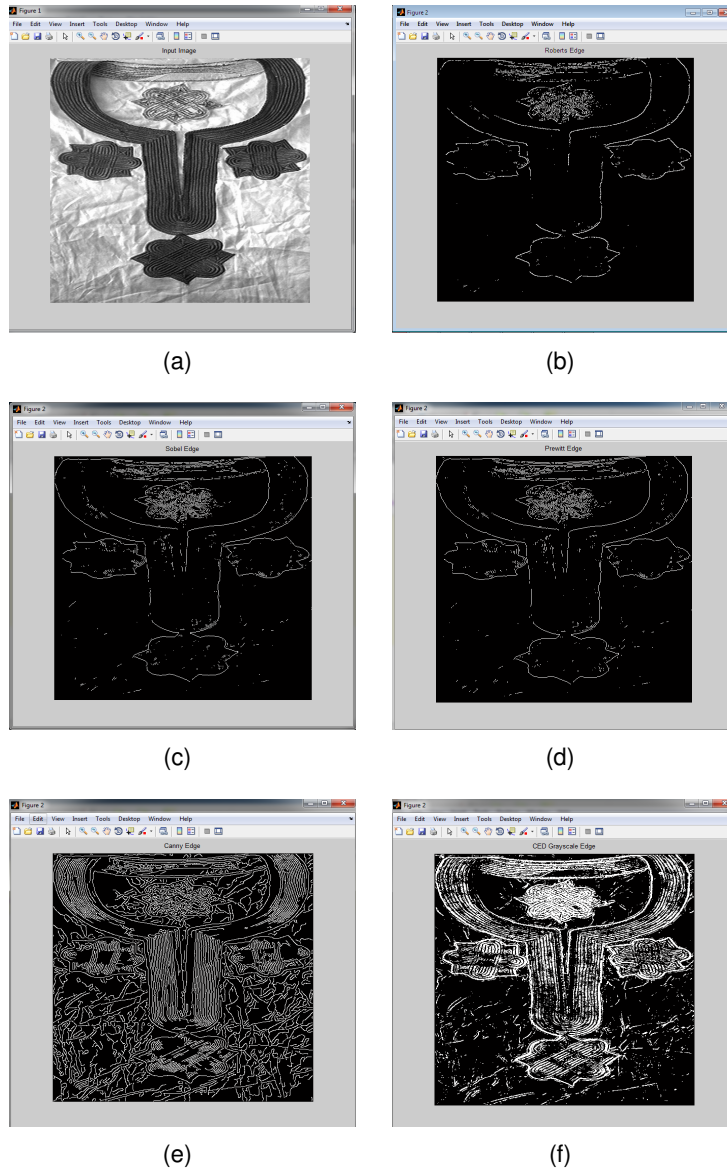 Figure 1
File Edit View Insert Tools Desktop Window Help
Input Image
(a)
Figure 2
File Edit View Insert Tools Desktop Window Help
Roberts Edge
(b)
Figure 2
File Edit View Insert Tools Desktop Window Help
Sobel Edge
(c)
Figure 2
File Edit View Insert Tools Desktop Window Help
Prewitt Edge
(d)
Figure 2
File Edit View Insert Tools Desktop Window Help
Canny Edge
(e)
Figure 2
File Edit View Insert Tools Desktop Window Help
CED Grayscale Edge
(f)